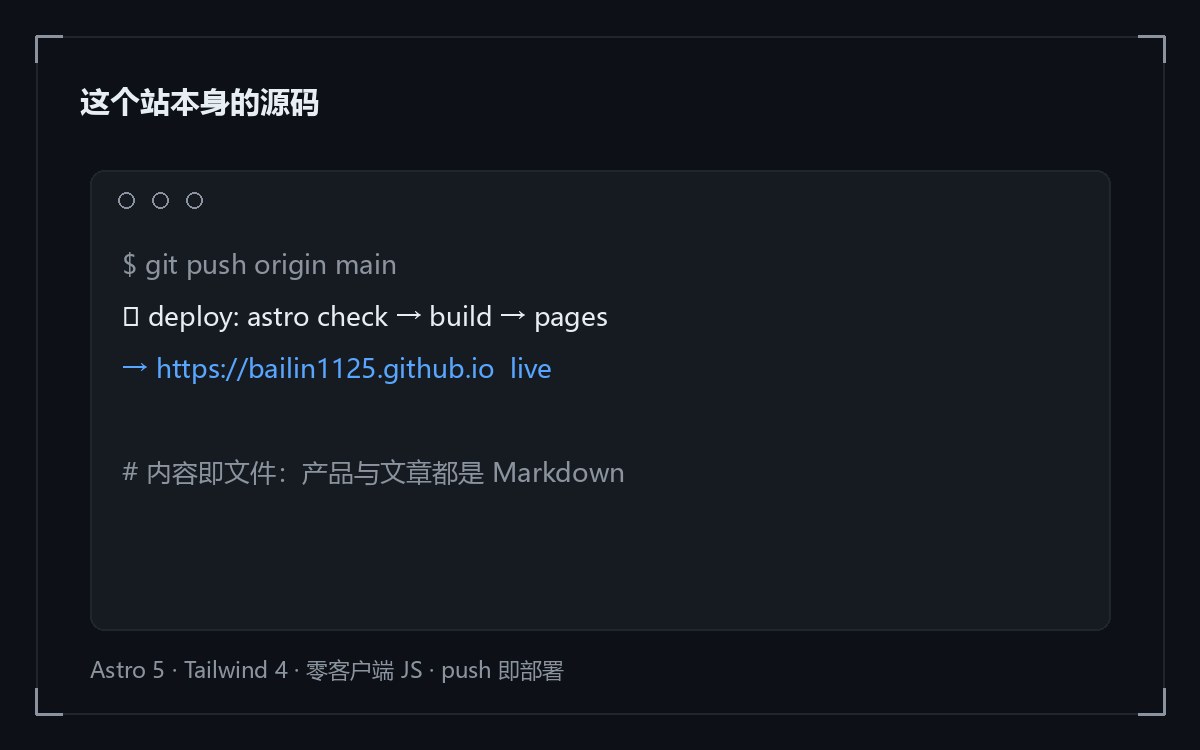 这个站本身的源码
$ git push origin main
deploy: astro check → build → pages
→ https://bailin1125.github.io live
# 内容即文件：产品与文章都是 Markdown
Astro 5 · Tailwind 4 · 零客户端 JS · push 即部署